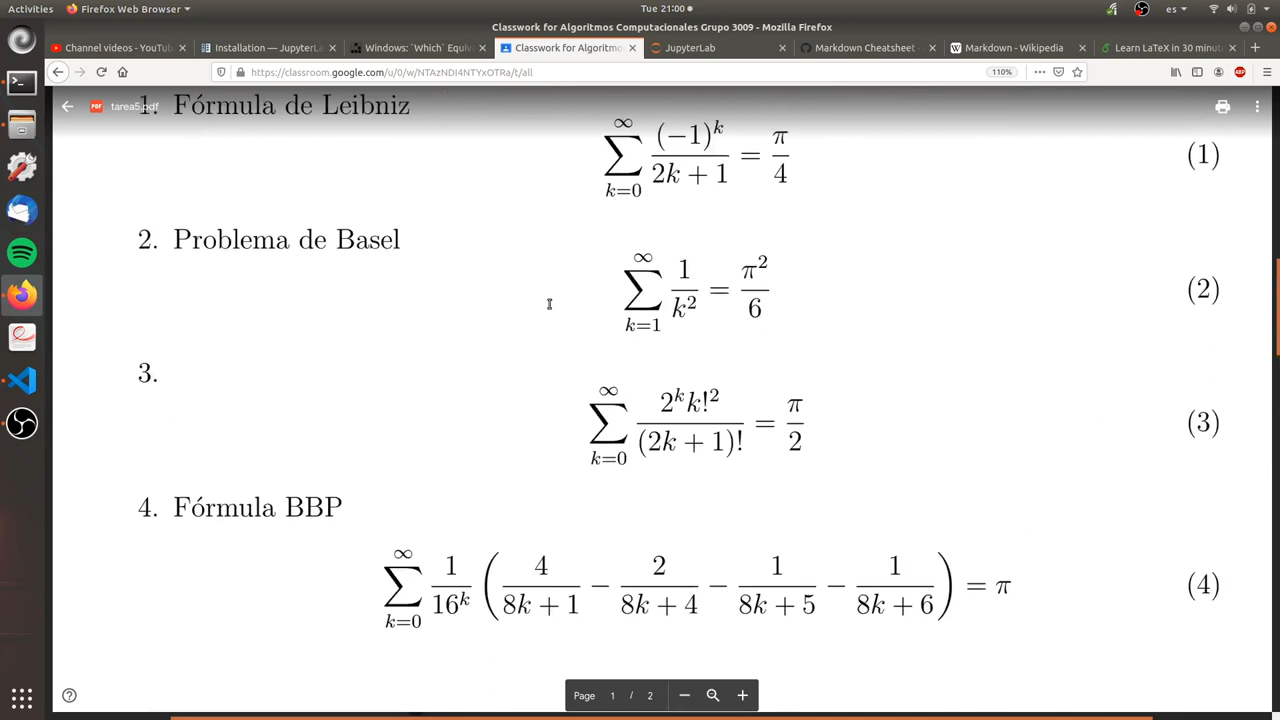 Activities Firefox Web Browser Tue 21:00 es
Classwork for Algoritmos Computacionales Grupo 3009 - Mozilla Firefox
Channel videos - YouTub Installation — JupyterLa Windows: `Which` Equiv Classwork for Algoritmo JupyterLab Markdown Cheatsheet Markdown - Wikipedia Learn LaTeX in 30 minut
https://classroom.google.com/u/0/w/NTAzNDI4NTYxOTRa/t/all 110%
PDF tarea5.pdf
1. Fórmula de Leibniz
∑_{k=0}^{∞} (−1)^k / (2k + 1) = π/4 (1)
2. Problema de Basel
∑_{k=1}^{∞} 1/k² = π²/6 (2)
3.
∑_{k=0}^{∞} 2^k k!² / (2k + 1)! = π/2 (3)
4. Fórmula BBP
∑_{k=0}^{∞} 1/16^k ( 4/(8k + 1) − 2/(8k + 4) − 1/(8k + 5) − 1/(8k + 6) ) = π (4)
Page 1 / 2